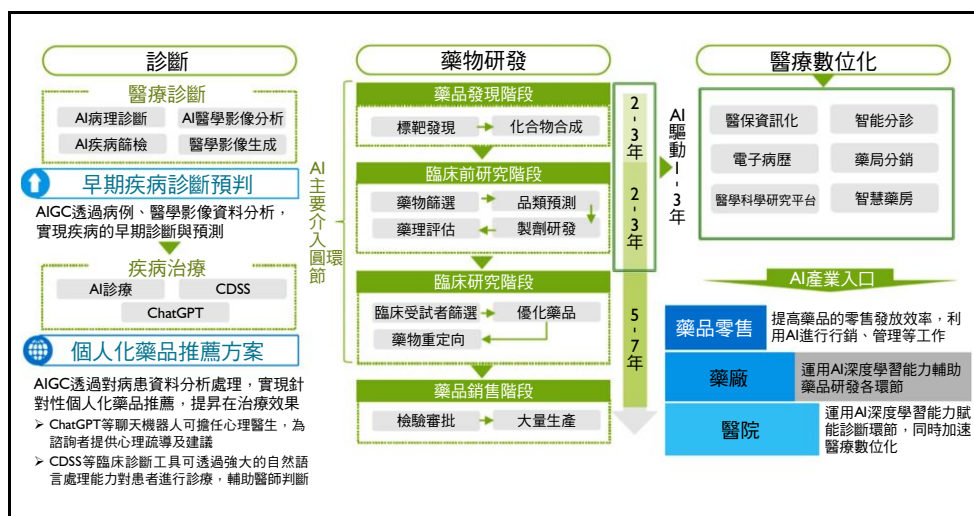 診斷
醫療診斷
AI病理診斷
AI醫學影像分析
AI疾病篩檢
醫學影像生成
早期疾病診斷預判
AIGC透過病例、醫學影像資料分析，
實現疾病的早期診斷與預測
疾病治療
AI診療
CDSS
ChatGPT
個人化藥品推薦方案
AIGC透過對病患資料分析處理，實現針
對性個人化藥品推薦，提昇在治療效果
➢ ChatGPT等聊天機器人可擔任心理醫生，為
諮詢者提供心理疏導及建議
➢ CDSS等臨床診斷工具可透過強大的自然語
言處理能力對患者進行診療，輔助醫師判斷
藥物研發
AI主要介入圓
環節
藥品發現階段
標靶發現
化合物合成
臨床前研究階段
藥物篩選
品類預測
藥理評估
製劑研發
臨床研究階段
臨床受試者篩選
優化藥品
藥物重定向
藥品銷售階段
檢驗審批
大量生產
2-3年
2-3年
5-7年
AI驅動1-3年
醫療數位化
醫保資訊化
智能分診
電子病歷
藥局分銷
醫學科學研究平台
智慧藥房
AI產業入口
藥品零售
提高藥品的零售發放效率，利
用AI進行行銷、管理等工作
藥廠
運用AI深度學習能力輔助
藥品研發各環節
醫院
運用AI深度學習能力賦
能診斷環節，同時加速
醫療數位化